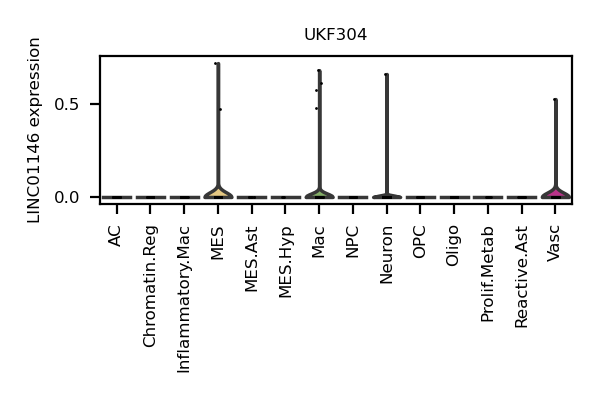 UKF304
LINC01146 expression
0.5
0.0
AC
Chromatin.Reg
Inflammatory.Mac
MES
MES.Ast
MES.Hyp
Mac
NPC
Neuron
OPC
Oligo
Prolif.Metab
Reactive.Ast
Vasc